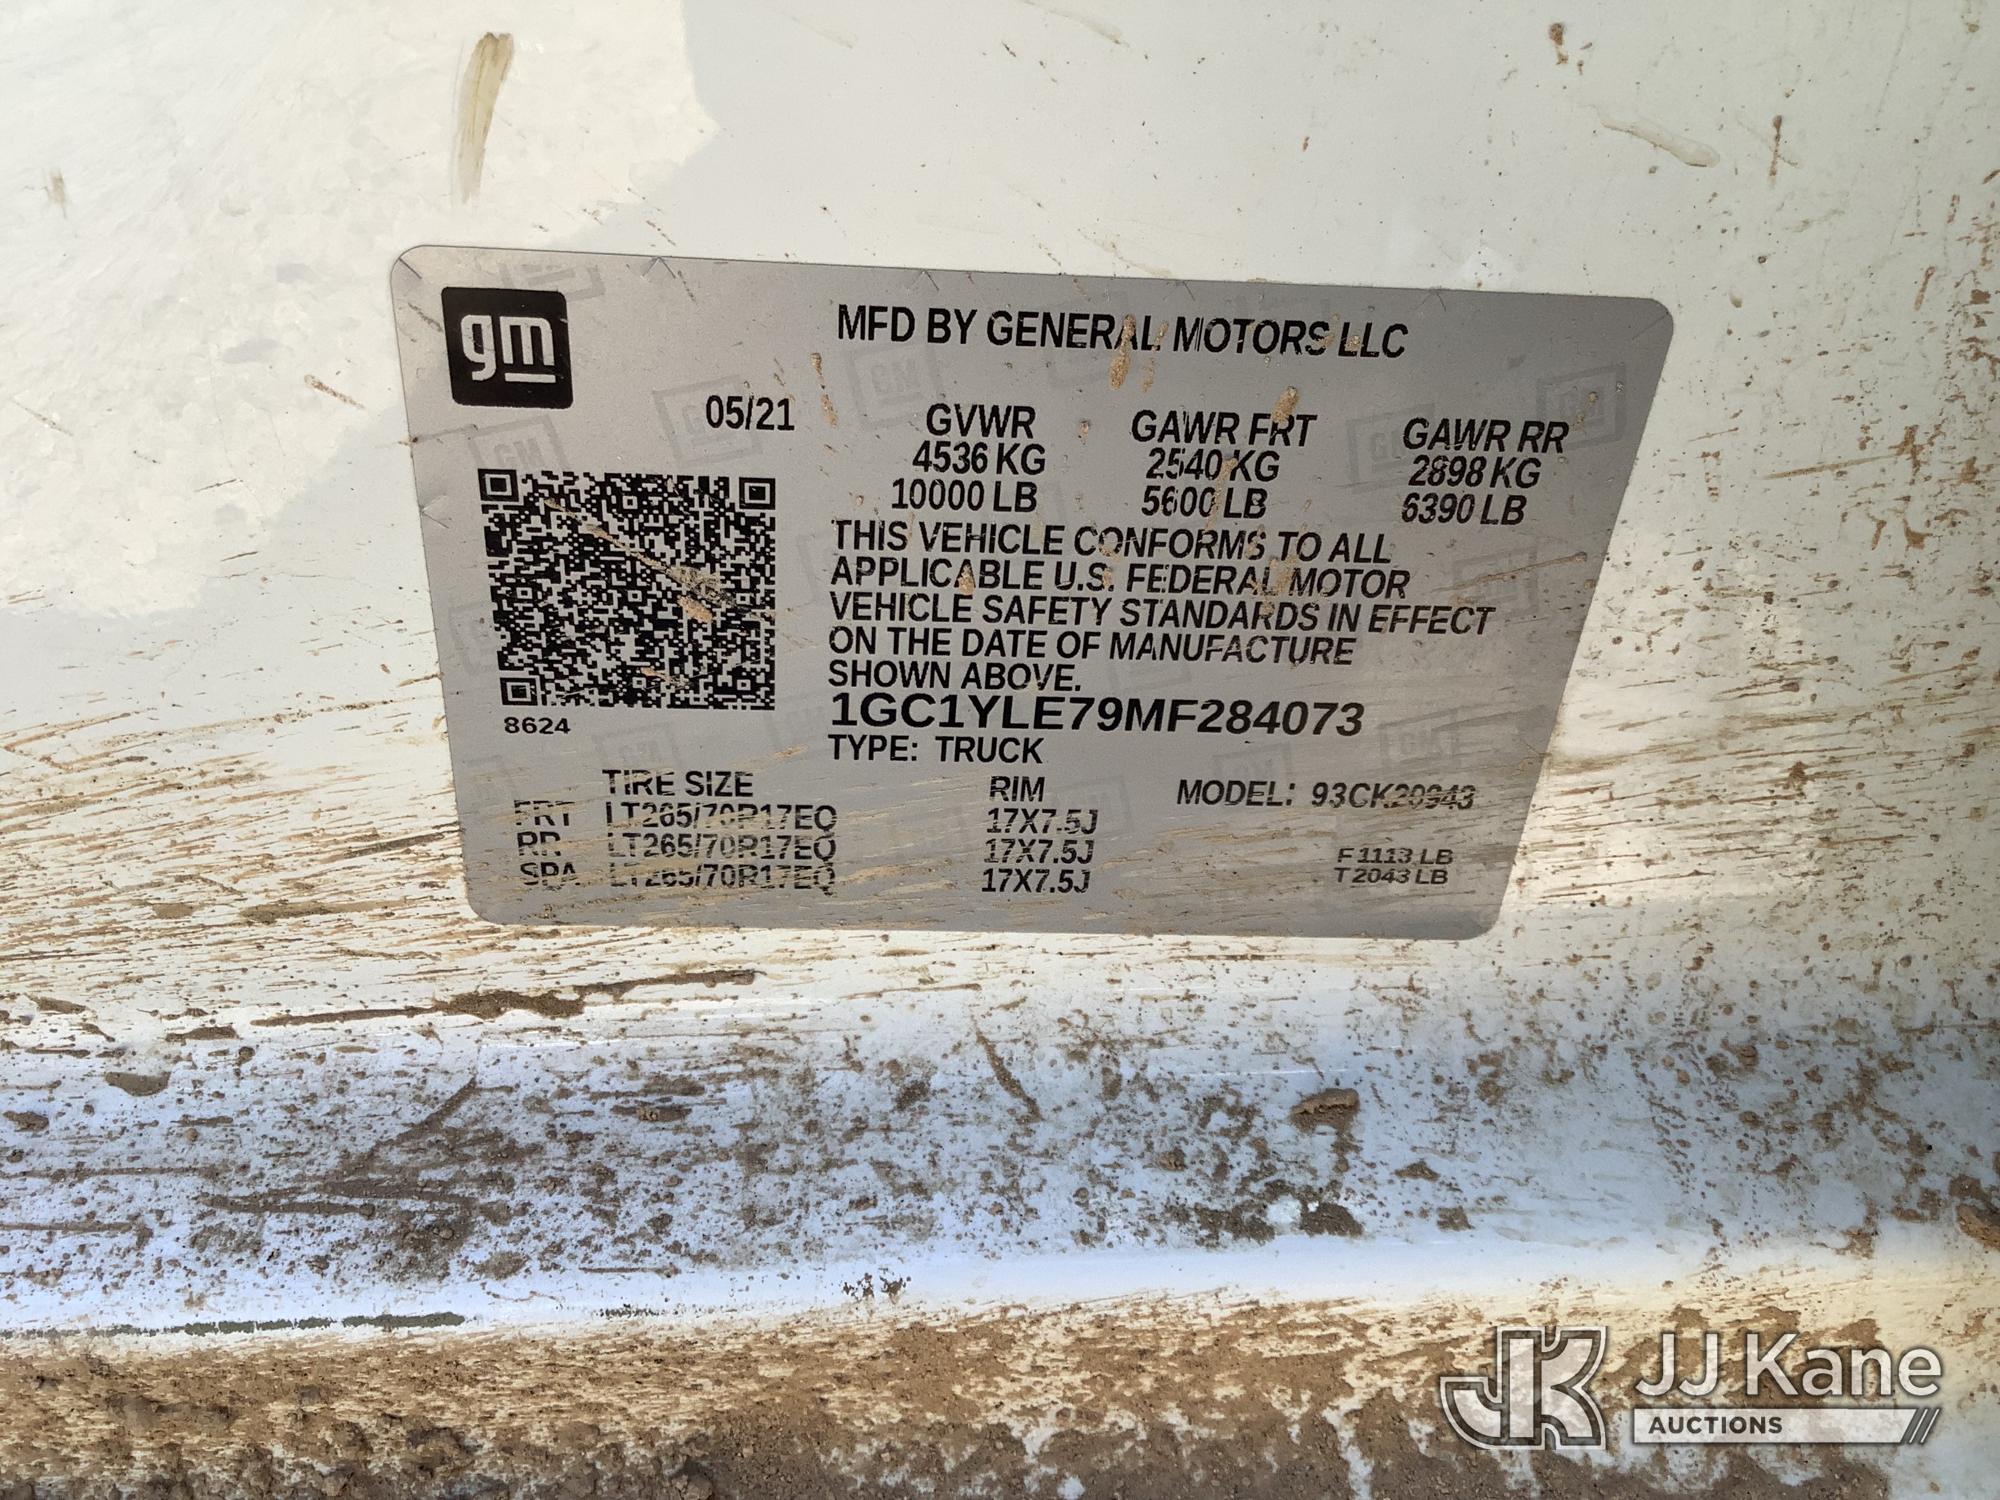 gm
MFD BY GENERAL MOTORS LLC
05/21
GVWR GAWR FRT GAWR RR
4536 KG 2540 KG 2898 KG
10000 LB 5600 LB 6390 LB
THIS VEHICLE CONFORMS TO ALL
APPLICABLE U.S. FEDERAL MOTOR
VEHICLE SAFETY STANDARDS IN EFFECT
ON THE DATE OF MANUFACTURE
SHOWN ABOVE.
8624
1GC1YLE79MF284073
TYPE: TRUCK
TIRE SIZE RIM MODEL: 93CK20943
FRT LT265/70R17EQ 17X7.5J
RR LT265/70R17EQ 17X7.5J
SPA LT265/70R17EQ 17X7.5J
F 1113 LB
T 2043 LB
JK JJ Kane
AUCTIONS